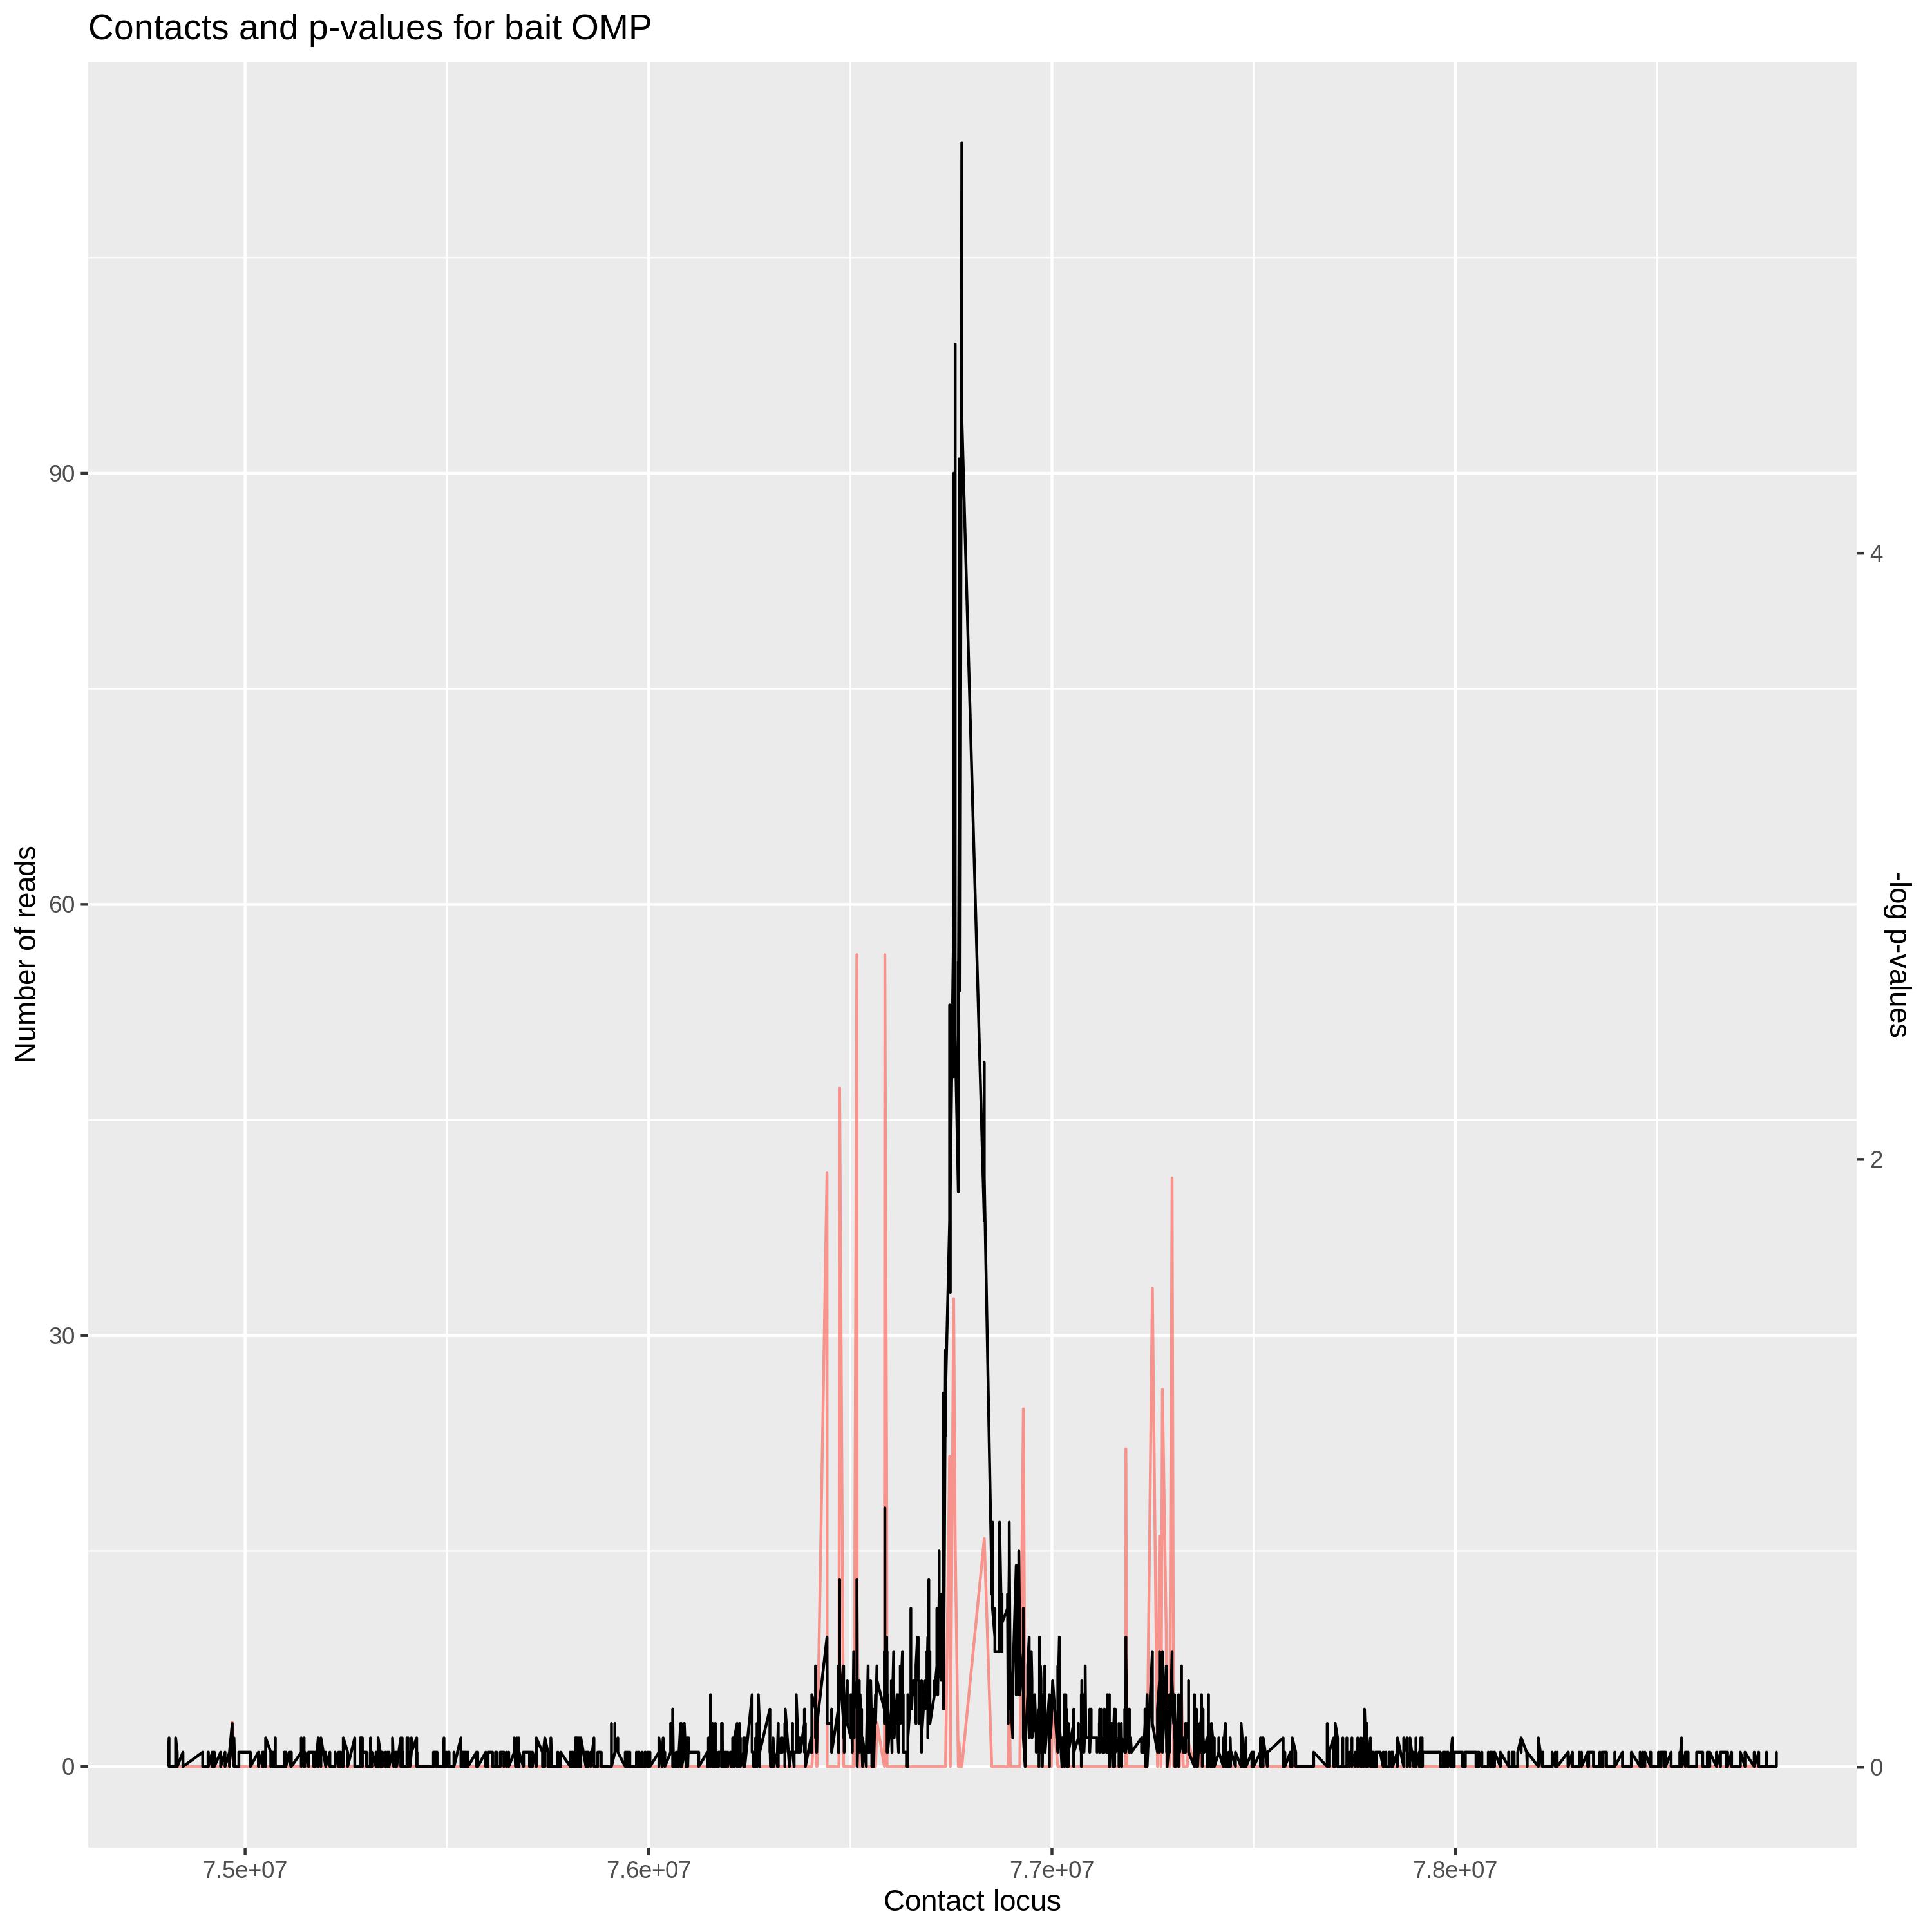 Contacts and p-values for bait OMP
90
60
30
0
Number of reads
4
2
0
-log p-values
7.5e+07 7.6e+07 7.7e+07 7.8e+07
Contact locus